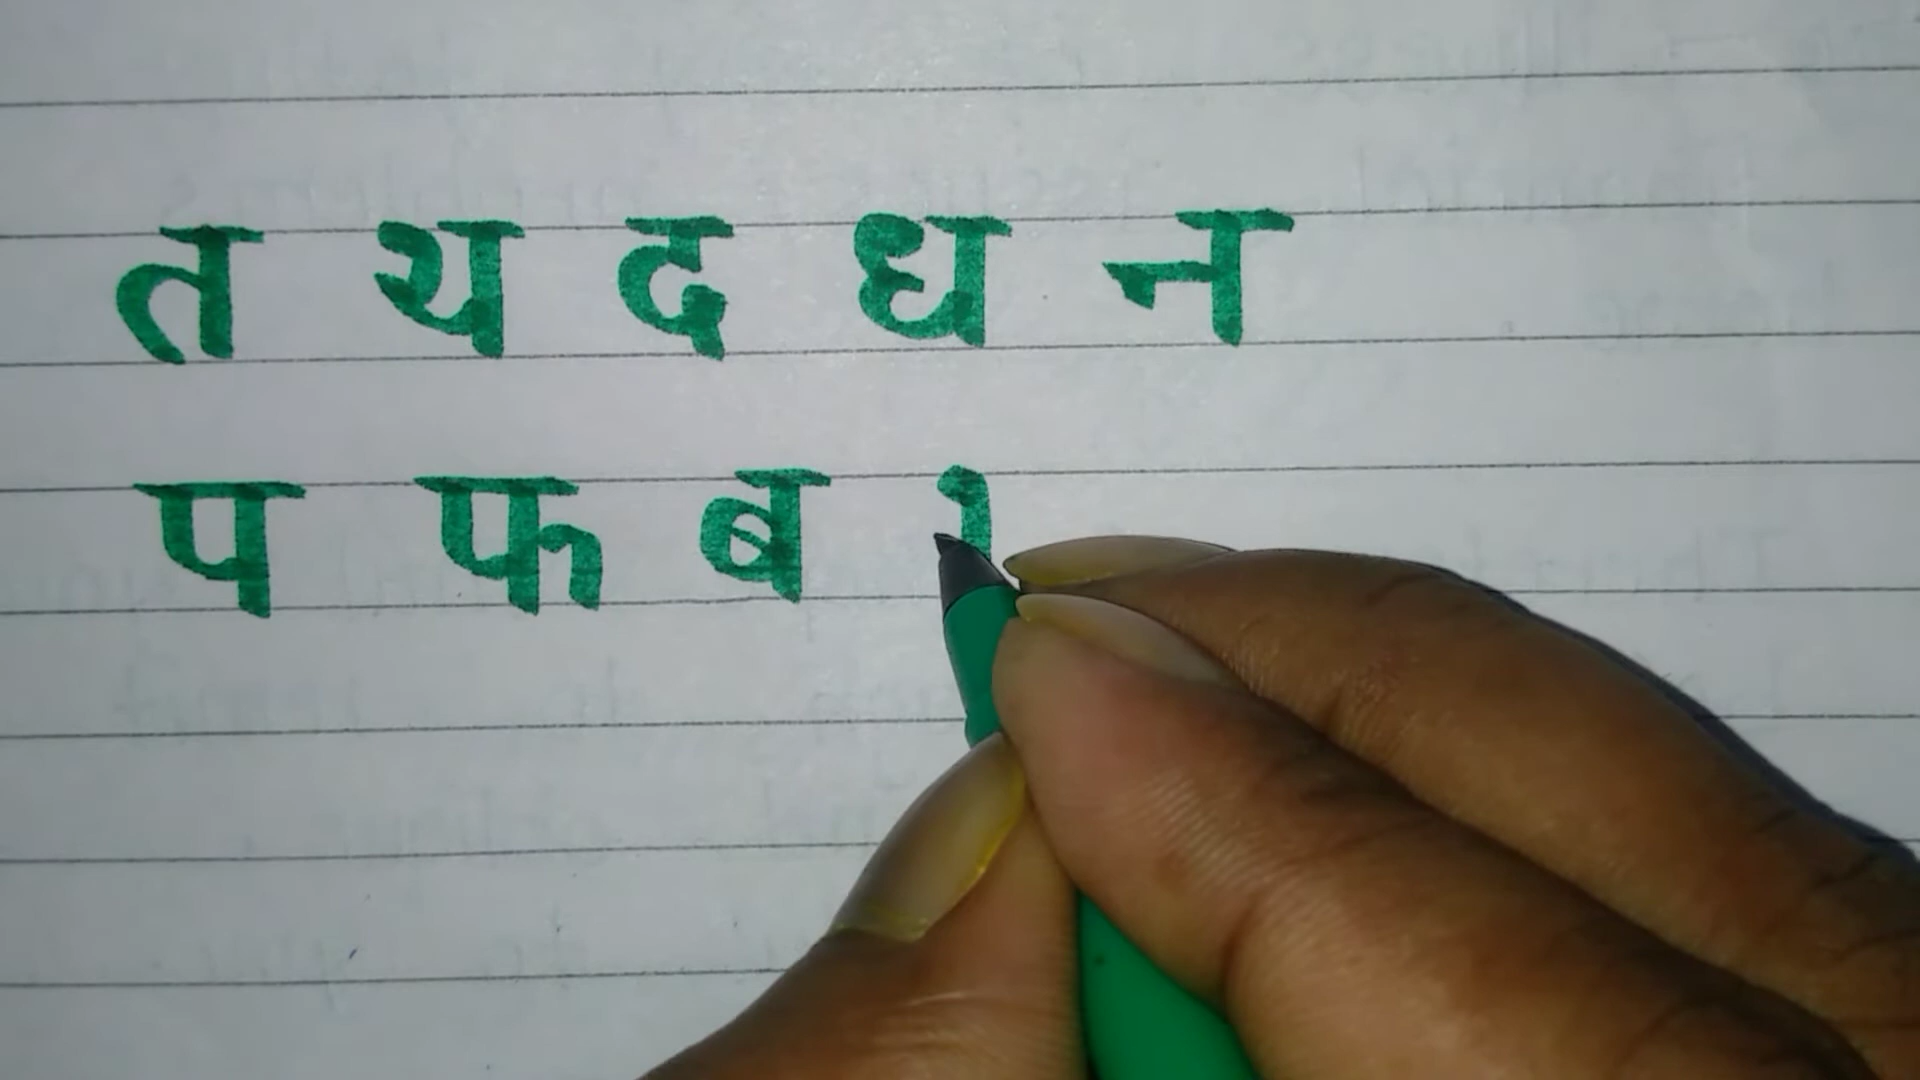 त थ द ध न
प फ ब